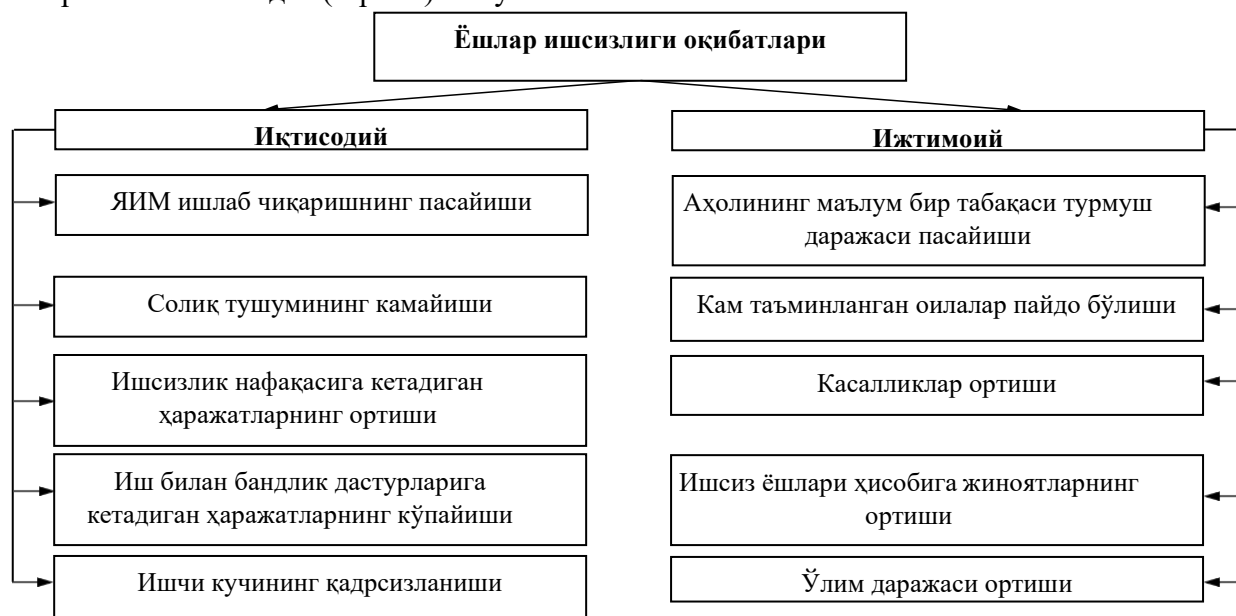 Ёшлар ишсизлиги оқибатлари
Иқтисодий
ЯИМ ишлаб чиқаришнинг пасайиши
Солиқ тушумининг камайиши
Ишсизлик нафақасига кетадиган
ҳаражатларнинг ортиши
Иш билан бандлик дастурларига
кетадиган ҳаражатларнинг кўпайиши
Ишчи кучининг қадрсизланиши
Ижтимоий
Аҳолининг маълум бир табақаси турмуш
даражаси пасайиши
Кам таъминланган оилалар пайдо бўлиши
Касалликлар ортиши
Ишсиз ёшлари ҳисобига жиноятларнинг
ортиши
Ўлим даражаси ортиши